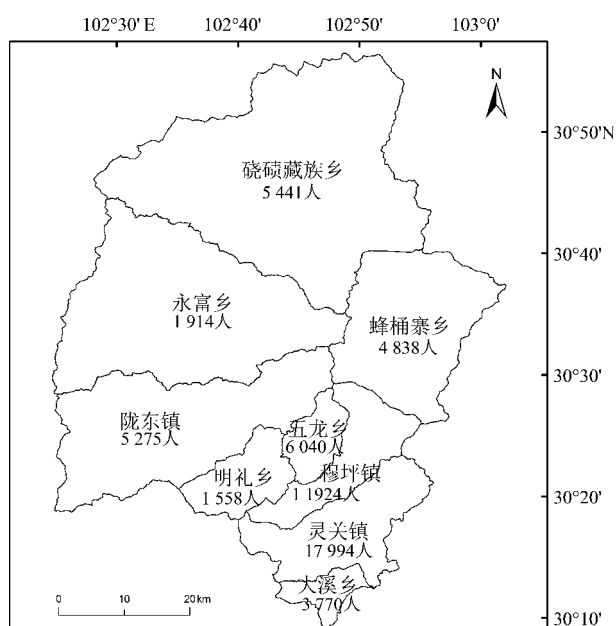 102°30′E
102°40′
102°50′
103°0′
N
30°50′N
硗碛藏族乡
5 441人
30°40′
永富乡
1 914人
蜂桶寨乡
4 838人
30°30′
陇东镇
5 275人
五龙乡
6 040人
穆坪镇
1 1924人
明礼乡
1 558人
30°20′
灵关镇
17 994人
大溪乡
3 770人
0 10 20km
30°10′